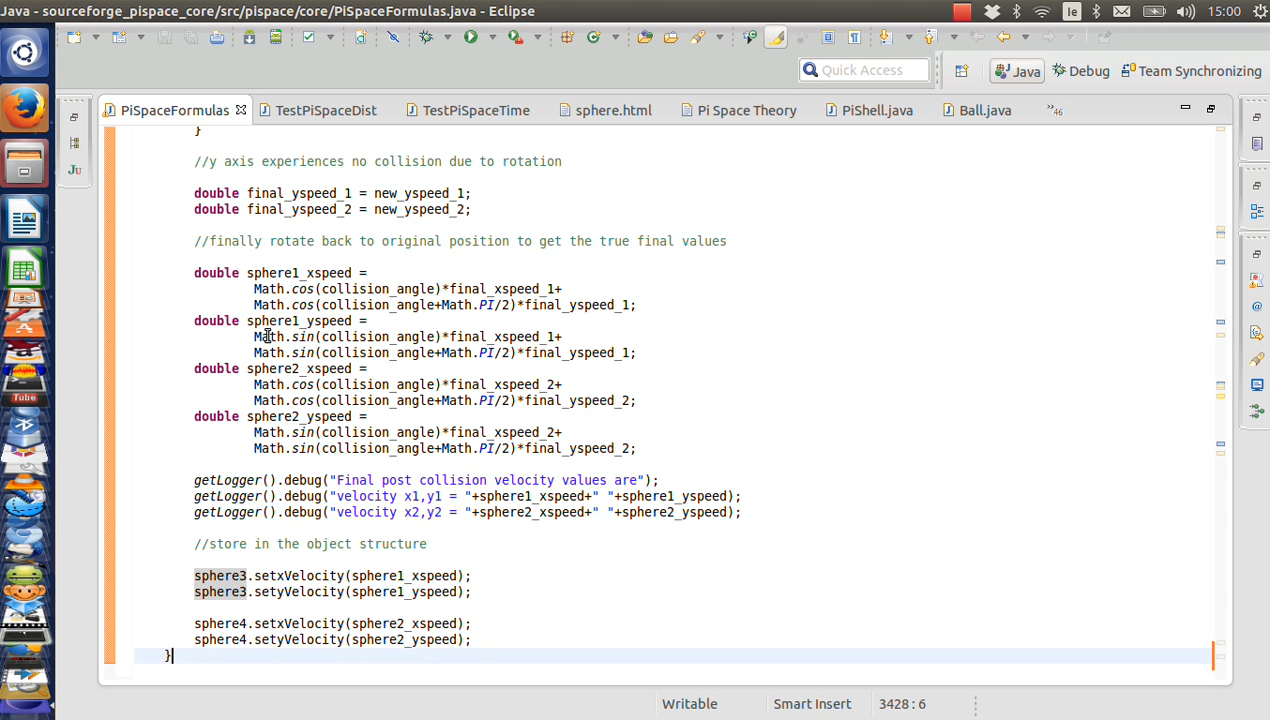 Java - sourceforge_pispace_core/src/pispace/core/PiSpaceFormulas.java - Eclipse
Ie
15:00
Quick Access
Java
Debug
Team Synchronizing
PiSpaceFormulas
TestPiSpaceDist
TestPiSpaceTime
sphere.html
Pi Space Theory
PiShell.java
Ball.java
»46
}
//y axis experiences no collision due to rotation
double final_yspeed_1 = new_yspeed_1;
double final_yspeed_2 = new_yspeed_2;
//finally rotate back to original position to get the true final values
double sphere1_xspeed =
Math.cos(collision_angle)*final_xspeed_1+
Math.cos(collision_angle+Math.PI/2)*final_yspeed_1;
double sphere1_yspeed =
Math.sin(collision_angle)*final_xspeed_1+
Math.sin(collision_angle+Math.PI/2)*final_yspeed_1;
double sphere2_xspeed =
Math.cos(collision_angle)*final_xspeed_2+
Math.cos(collision_angle+Math.PI/2)*final_yspeed_2;
double sphere2_yspeed =
Math.sin(collision_angle)*final_xspeed_2+
Math.sin(collision_angle+Math.PI/2)*final_yspeed_2;
getLogger().debug("Final post collision velocity values are");
getLogger().debug("velocity x1,y1 = "+sphere1_xspeed+" "+sphere1_yspeed);
getLogger().debug("velocity x2,y2 = "+sphere2_xspeed+" "+sphere2_yspeed);
//store in the object structure
sphere3.setxVelocity(sphere1_xspeed);
sphere3.setyVelocity(sphere1_yspeed);
sphere4.setxVelocity(sphere2_xspeed);
sphere4.setyVelocity(sphere2_yspeed);
}
Tube
Writable
Smart Insert
3428 : 6